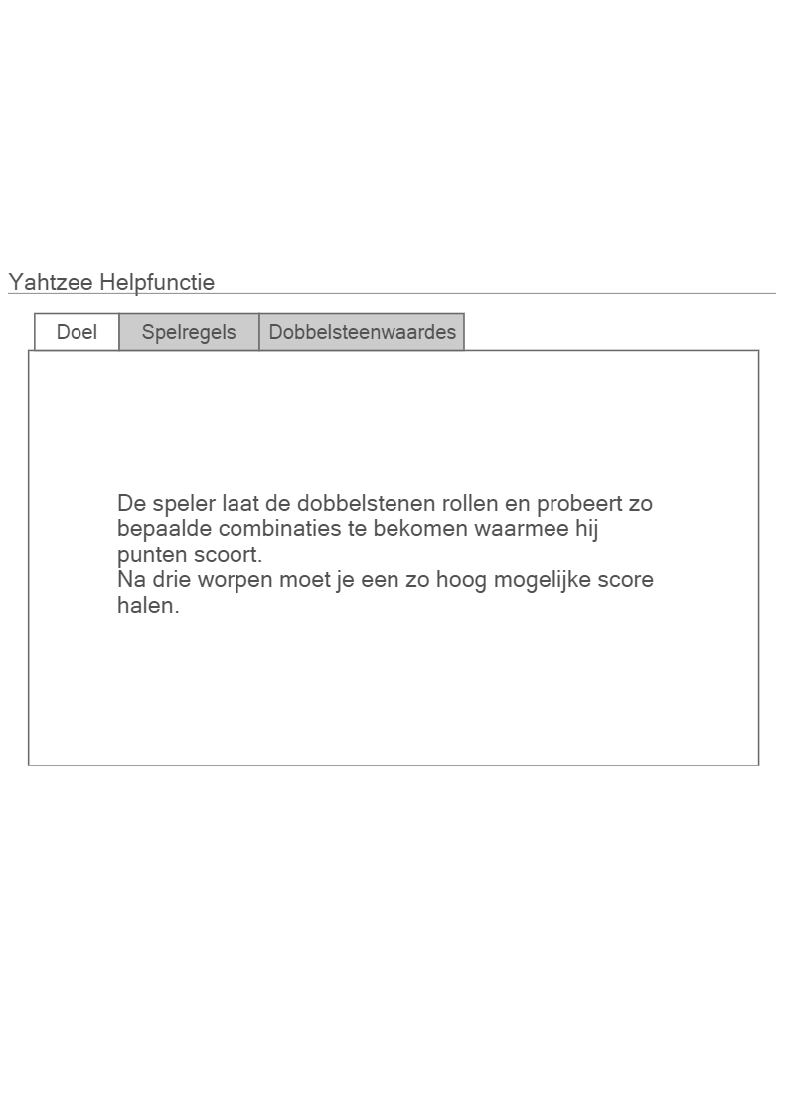 Yahtzee Helpfunctie
Doel Spelregels Dobbelsteenwaardes
De speler laat de dobbelstenen rollen en probeert zo
bepaalde combinaties te bekomen waarmee hij
punten scoort.
Na drie worpen moet je een zo hoog mogelijke score
halen.